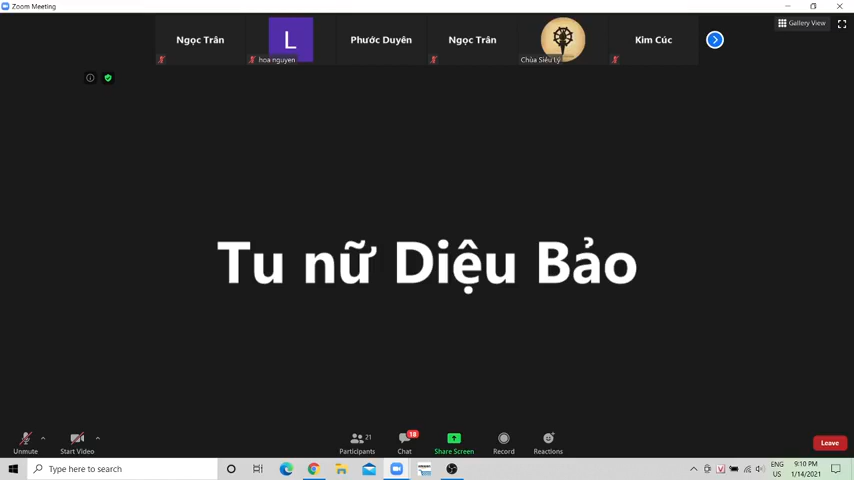 Zoom Meeting
Ngọc Trân
L
hoa nguyen
Phước Duyên
Ngọc Trân
Chùa Siêu Lý
Kim Cúc
Gallery View
Tu nữ Diệu Bảo
Unmute
Start Video
Participants
21
Chat
18
Share Screen
Record
Reactions
Leave
Type here to search
ENG
US
9:10 PM
1/14/2021